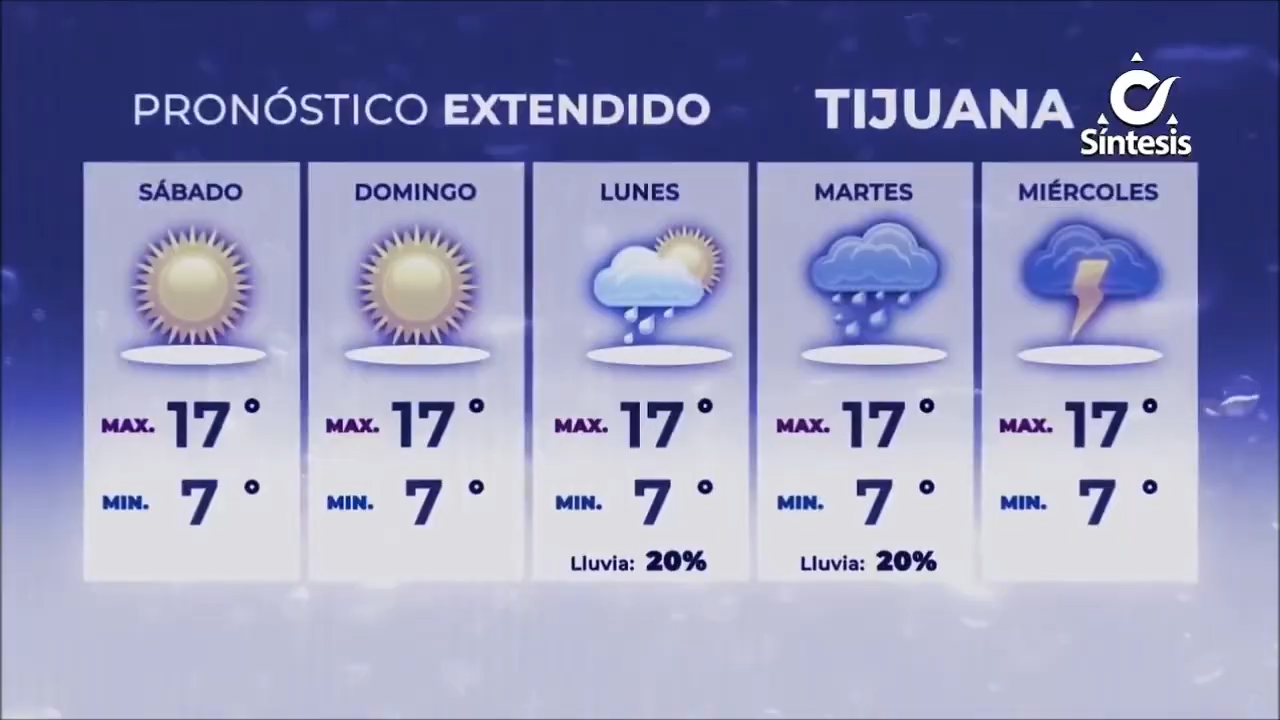 PRONÓSTICO EXTENDIDO
TIJUANA
Síntesis
SÁBADO
MAX. 17°
MIN. 7°
DOMINGO
MAX. 17°
MIN. 7°
LUNES
MAX. 17°
MIN. 7°
Lluvia: 20%
MARTES
MAX. 17°
MIN. 7°
Lluvia: 20%
MIÉRCOLES
MAX. 17°
MIN. 7°